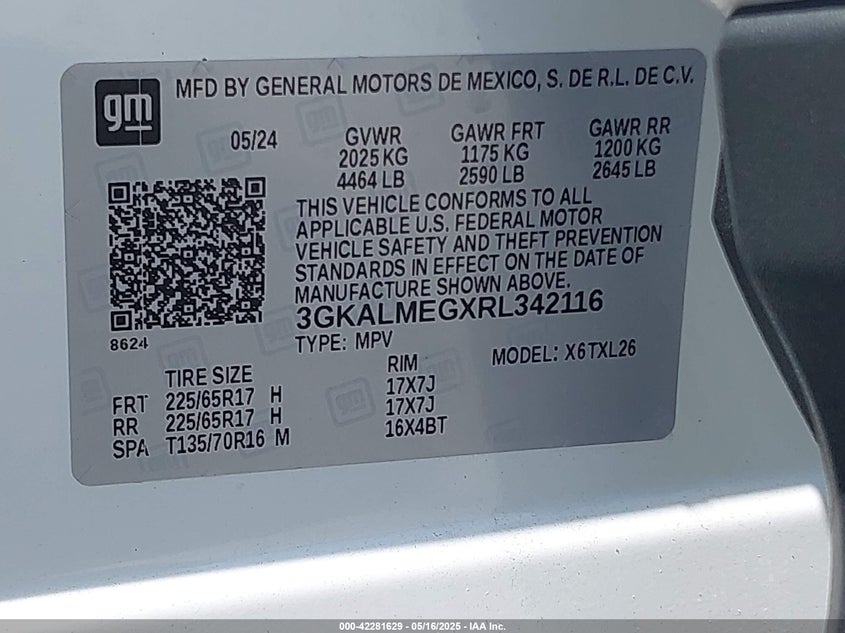 gm
MFD BY GENERAL MOTORS DE MEXICO, S. DE R.L. DE C.V.
05/24 GVWR GAWR FRT GAWR RR
2025 KG 1175 KG 1200 KG
4464 LB 2590 LB 2645 LB
THIS VEHICLE CONFORMS TO ALL
APPLICABLE U.S. FEDERAL MOTOR
VEHICLE SAFETY AND THEFT PREVENTION
STANDARDS IN EFFECT ON THE DATE OF
MANUFACTURE SHOWN ABOVE.
3GKALMEGXRL342116
8624
TYPE: MPV MODEL: X6TXL26
TIRE SIZE RIM
FRT 225/65R17 H 17X7J
RR 225/65R17 H 17X7J
SPA T135/70R16 M 16X4BT
000-42281629 - 05/16/2025 - IAA Inc.